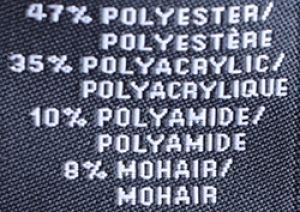 47% POLYESTER/
POLYESTÈRE
35% POLYACRYLIC/
POLYACRYLIQUE
10% POLYAMIDE/
POLYAMIDE
8% MOHAIR/
MOHAIR